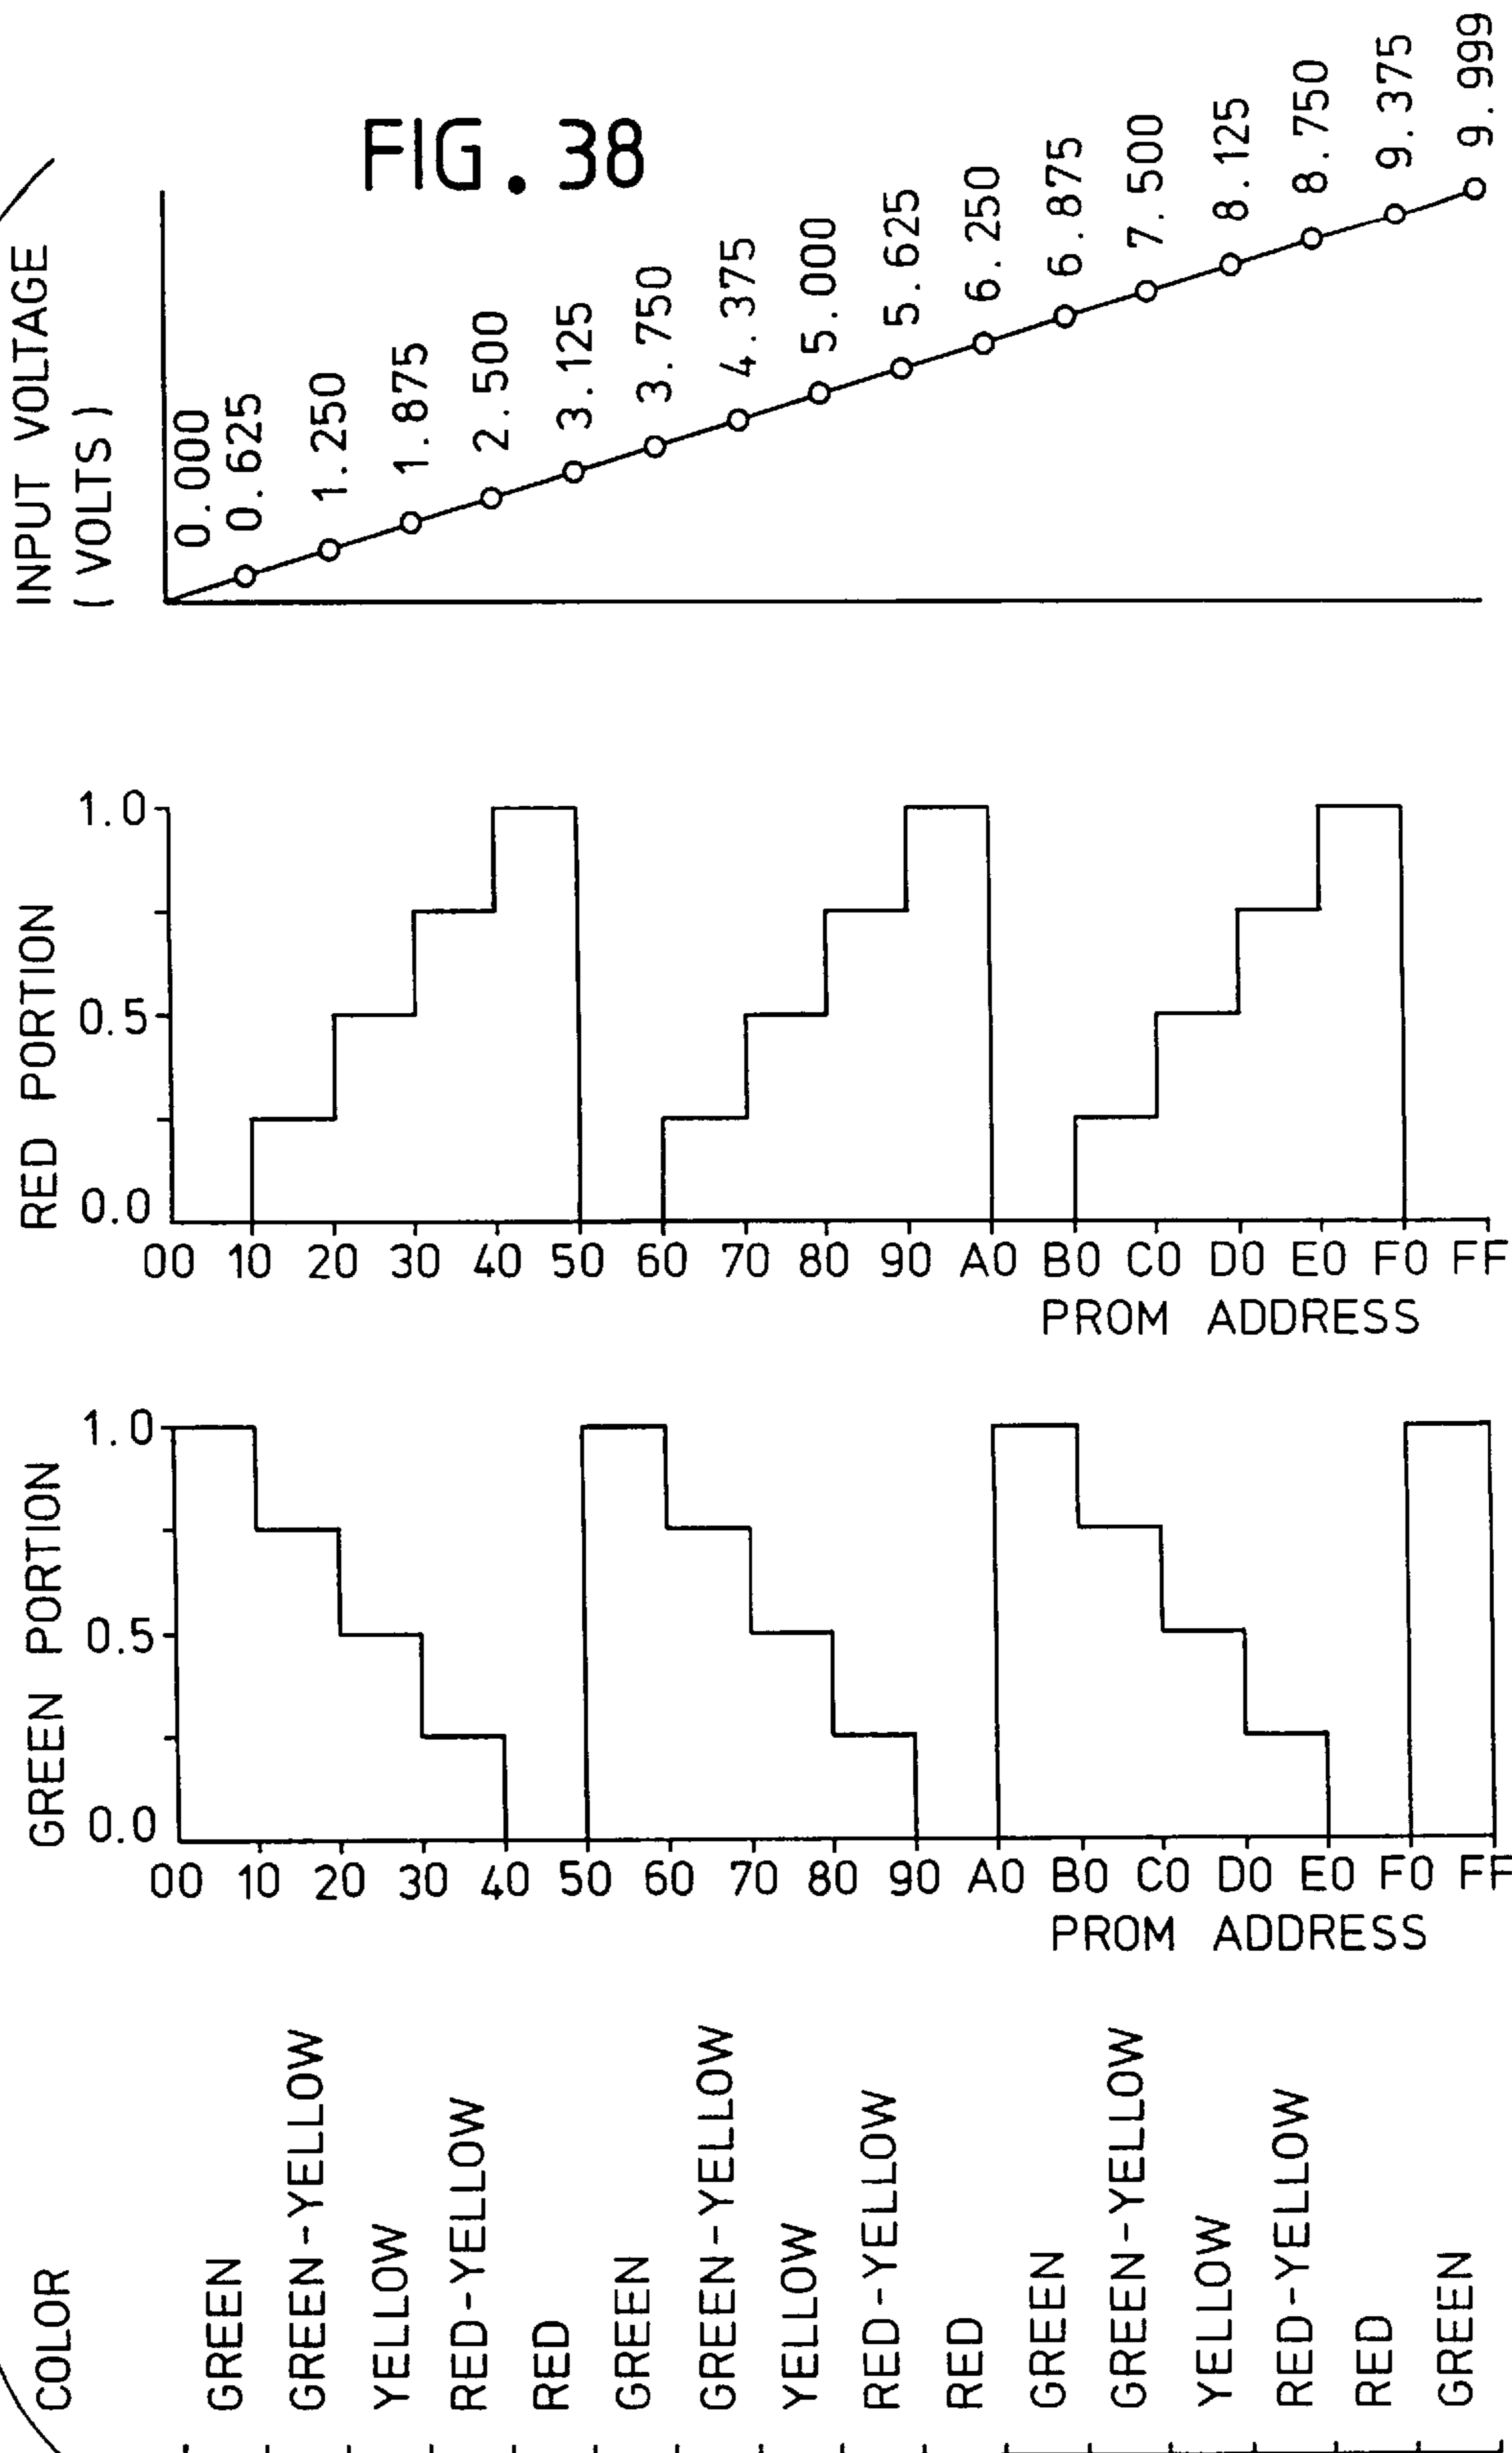 FIG. 38
INPUT VOLTAGE
(VOLTS)
0.000
0.625
1.250
1.875
2.500
3.125
3.750
4.375
5.000
5.625
6.250
6.875
7.500
8.125
8.750
9.375
9.999
RED PORTION
1.0
0.5
0.0
00 10 20 30 40 50 60 70 80 90 A0 B0 C0 D0 E0 F0 FF
PROM ADDRESS
GREEN PORTION
1.0
0.5
0.0
00 10 20 30 40 50 60 70 80 90 A0 B0 C0 D0 E0 F0 FF
PROM ADDRESS
COLOR
GREEN
GREEN-YELLOW
YELLOW
RED-YELLOW
RED
GREEN
GREEN-YELLOW
YELLOW
RED-YELLOW
RED
GREEN
GREEN-YELLOW
YELLOW
RED-YELLOW
RED
GREEN